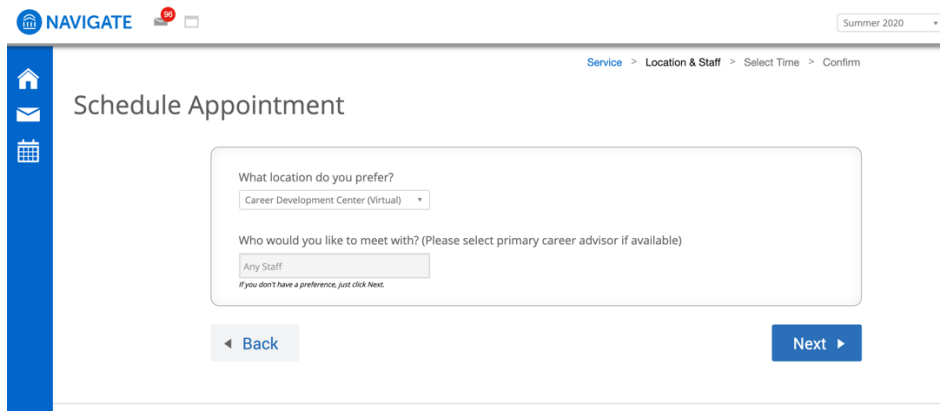 NAVIGATE
96
Summer 2020
Service > Location & Staff > Select Time > Confirm
Schedule Appointment
What location do you prefer?
Career Development Center (Virtual)
Who would you like to meet with? (Please select primary career advisor if available)
Any Staff
If you don't have a preference, just click Next.
Back
Next